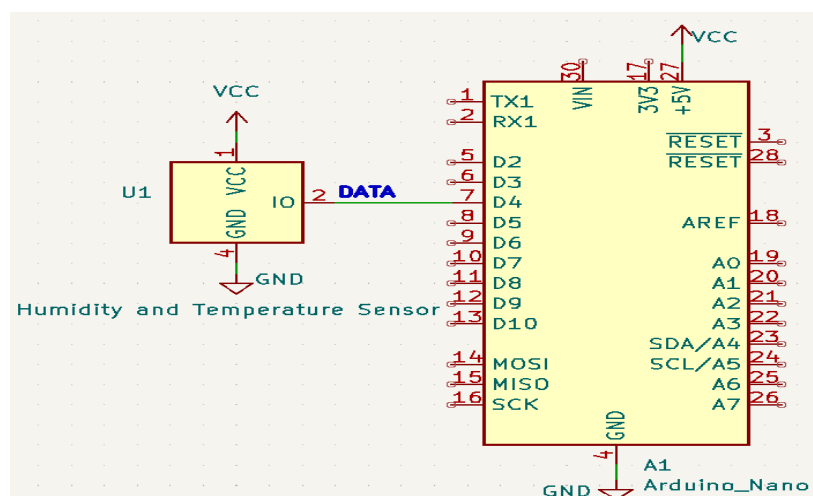 VCC
30
17
27
VCC
1
TX1
VIN
3V3
+5V
2
RX1
RESET
3
RESET
28
5
D2
6
D3
U1
1
VCC
GND
IO
2
DATA
7
D4
4
GND
8
D5
AREF
18
9
D6
10
D7
A0
19
11
D8
A1
20
Humidity and Temperature Sensor
12
D9
A2
21
13
D10
A3
22
SDA/A4
23
14
MOSI
SCL/A5
24
15
MISO
A6
25
16
SCK
A7
26
GND
4
GND
A1
Arduino_Nano